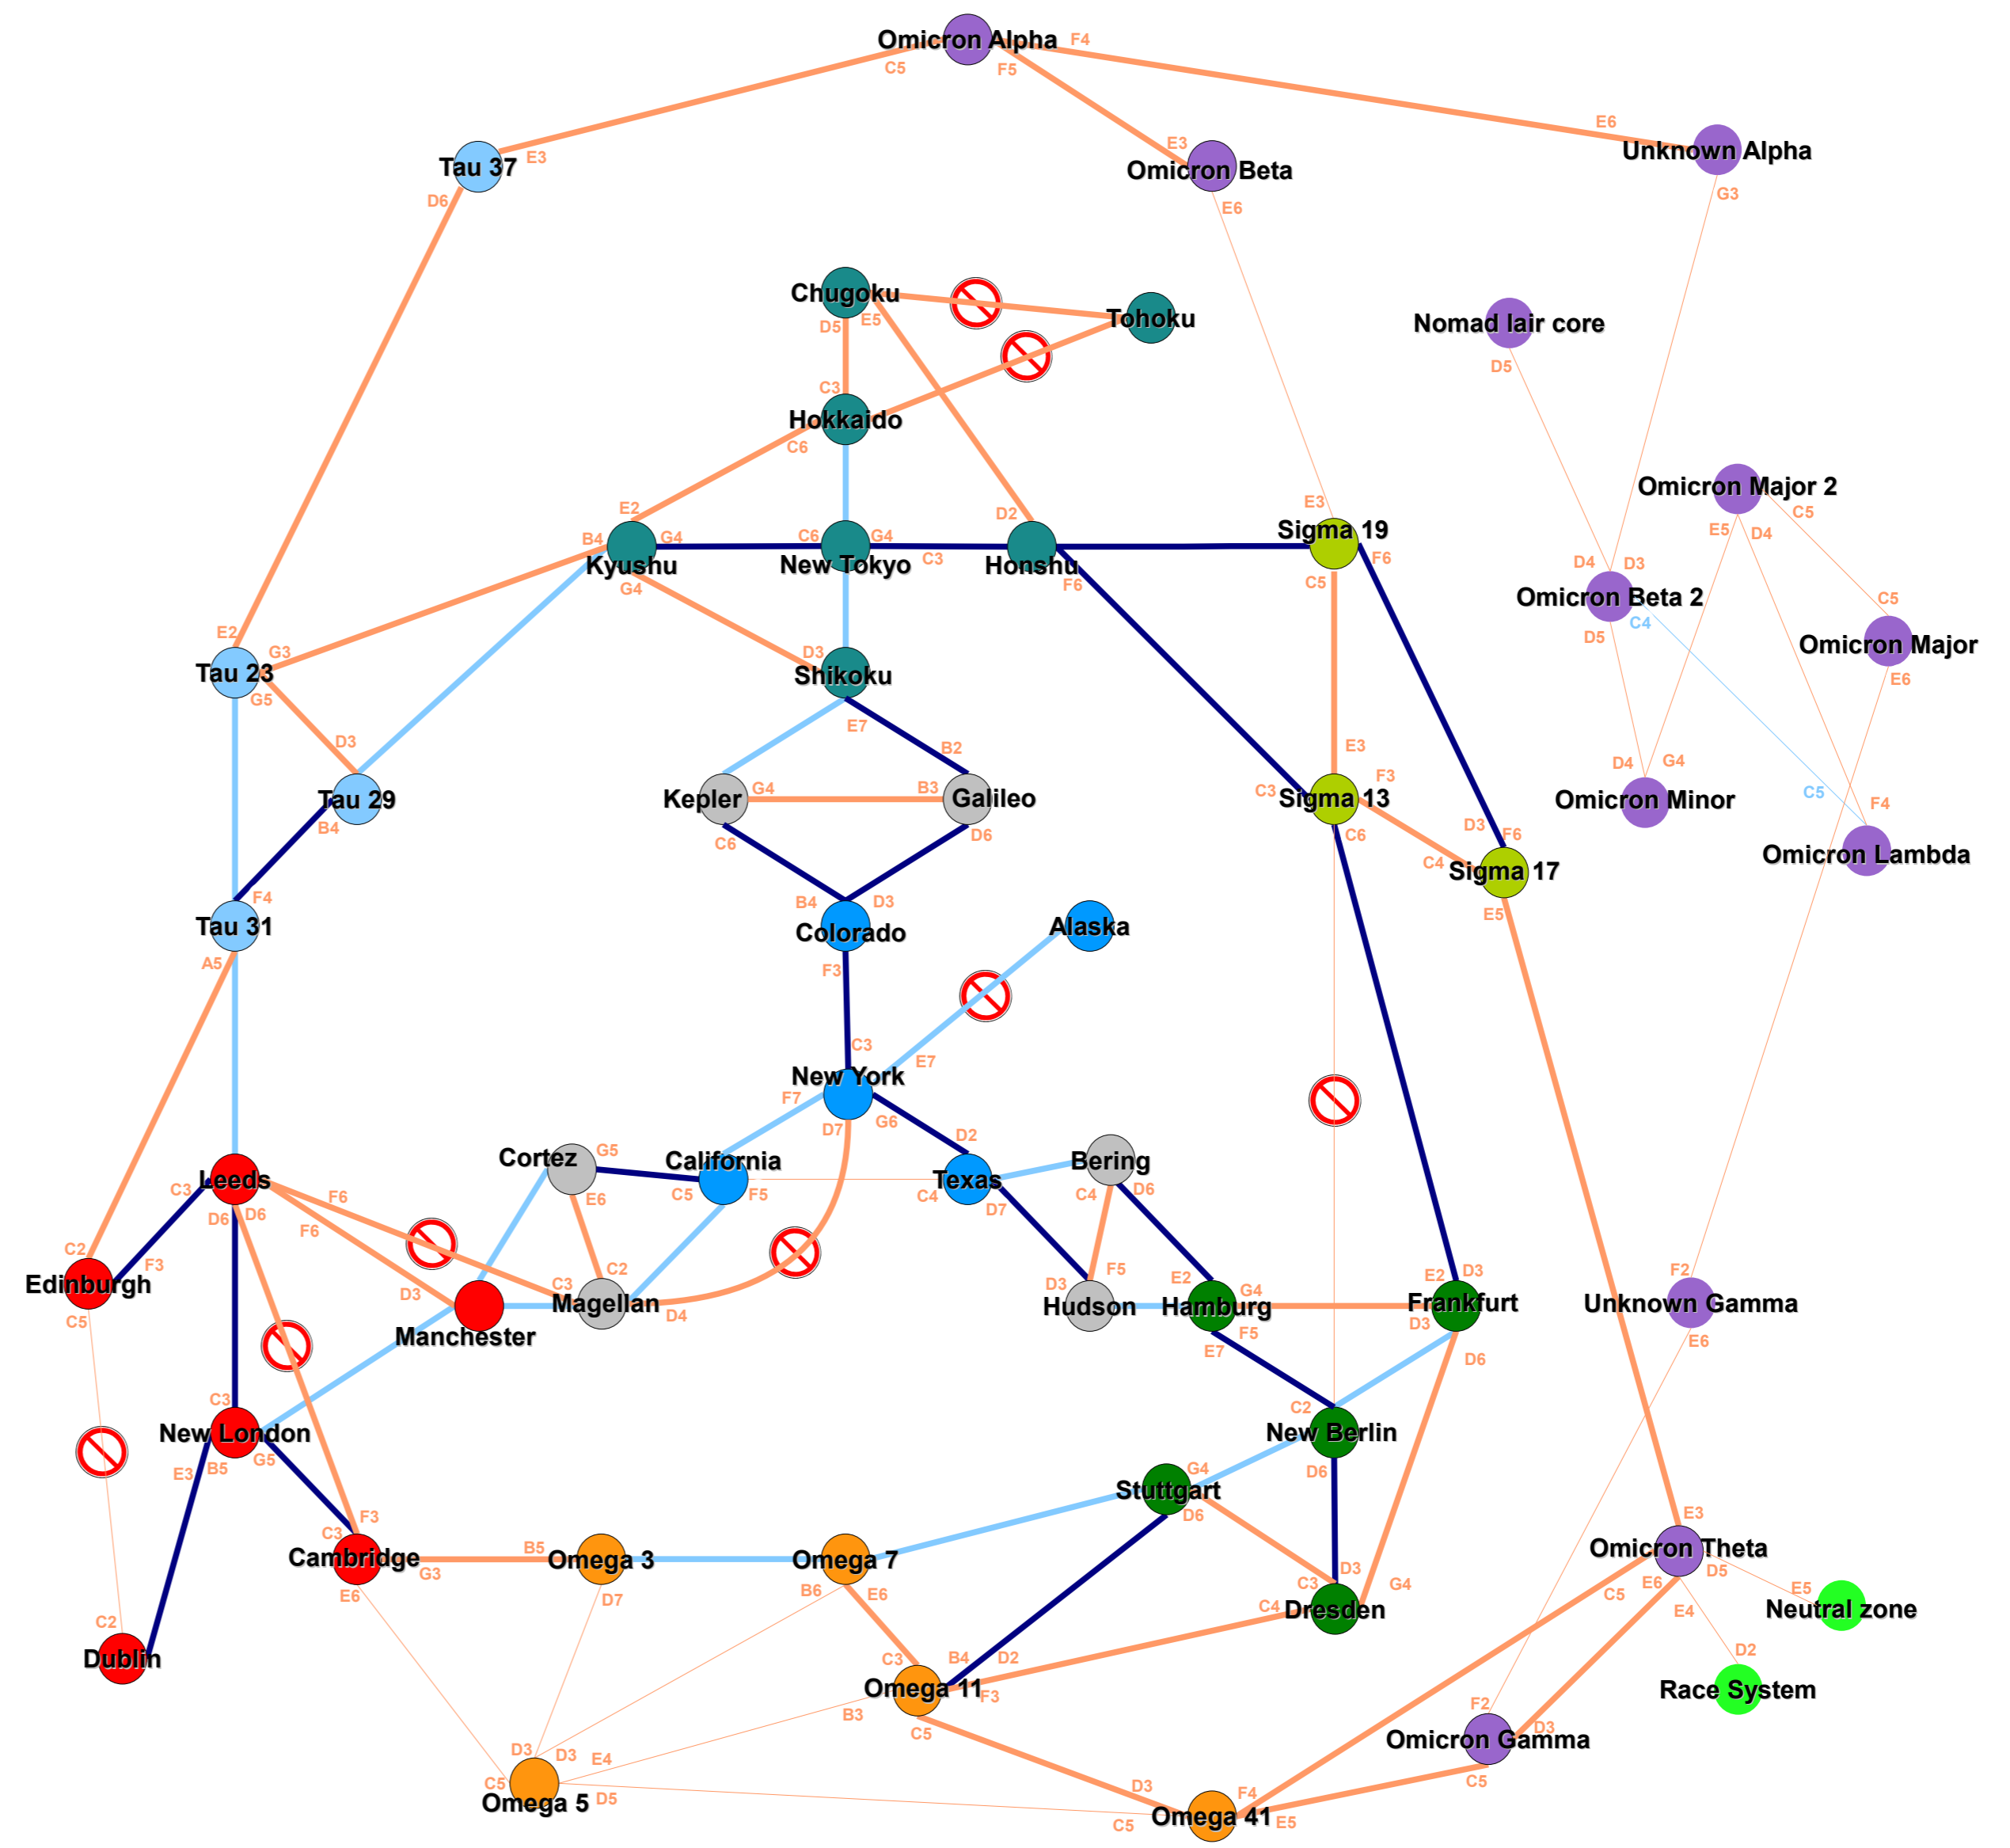 Omicron Alpha
F4
C5
F5
E6
E3
Unknown Alpha
E3
Tau 37
Omicron Beta
D6
E6
G3
Chugoku
D5
E5
Tohoku
Nomad lair core
D5
C3
Hokkaido
C6
Omicron Major 2
C5
E5
D4
E2
B4
G4
C6
G4
D2
E3
Sigma 19
Kyushu
New Tokyo
C3
Honshu
F6
D4
D3
G4
F6
C5
Omicron Beta 2
C5
D5
C4
E2
G3
D3
Omicron Major
Tau 23
Shikoku
G5
E6
E7
D3
B2
E3
D4
G4
F3
Kepler
G4
B3
Galileo
C3
Sigma 13
Omicron Minor
C5
F4
Tau 29
B4
C6
D6
C6
D3
F6
C4
Sigma 17
Omicron Lambda
F4
B4
D3
E5
Tau 31
Colorado
Alaska
A5
F3
C3
E7
New York
F7
D7
G6
Cortez
G5
California
D2
Bering
Leeds
C3
F6
E6
C5
F5
Texas
C4
C4
D6
D6
D6
F6
D7
C2
F3
C3
C2
D3
F5
E2
G4
E2
D3
F2
Edinburgh
D3
Magellan
D4
Hudson
Hamburg
Frankfurt
Unknown Gamma
C5
Manchester
F5
D3
E7
D6
E6
C3
C2
New London
New Berlin
E3
B5
G5
G4
D6
Stuttgart
D6
F3
C3
E3
B5
Omega 3
Omega 7
Omicron Theta
Cambridge
G3
D3
D5
E6
D7
B6
E6
C3
G4
E6
C5
E5
C4
Dresden
E4
Neutral zone
C2
Dublin
C3
B4
D2
D2
Omega 11
F3
Race System
B3
F2
C5
D3
Omicron Gamma
D3
D3
E4
C5
C5
D5
D3
F4
Omega 5
C5
Omega 41
E5